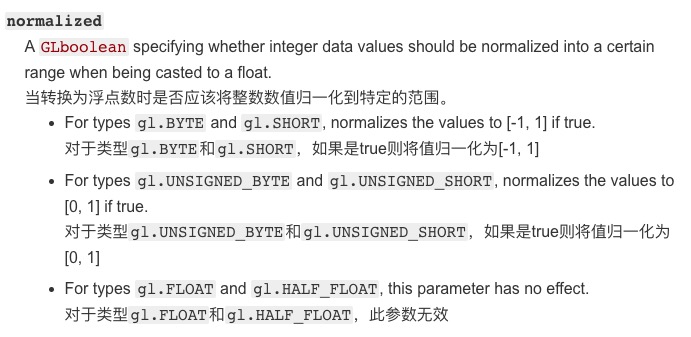 normalized
A GLboolean specifying whether integer data values should be normalized into a certain
range when being casted to a float.
当转换为浮点数时是否应该将整数数值归一化到特定的范围。
• For types gl.BYTE and gl.SHORT, normalizes the values to [-1, 1] if true.
对于类型gl.BYTE和gl.SHORT，如果是true则将值归一化为[-1, 1]
• For types gl.UNSIGNED_BYTE and gl.UNSIGNED_SHORT, normalizes the values to
[0, 1] if true.
对于类型gl.UNSIGNED_BYTE和gl.UNSIGNED_SHORT，如果是true则将值归一化为
[0, 1]
• For types gl.FLOAT and gl.HALF_FLOAT, this parameter has no effect.
对于类型gl.FLOAT和gl.HALF_FLOAT，此参数无效